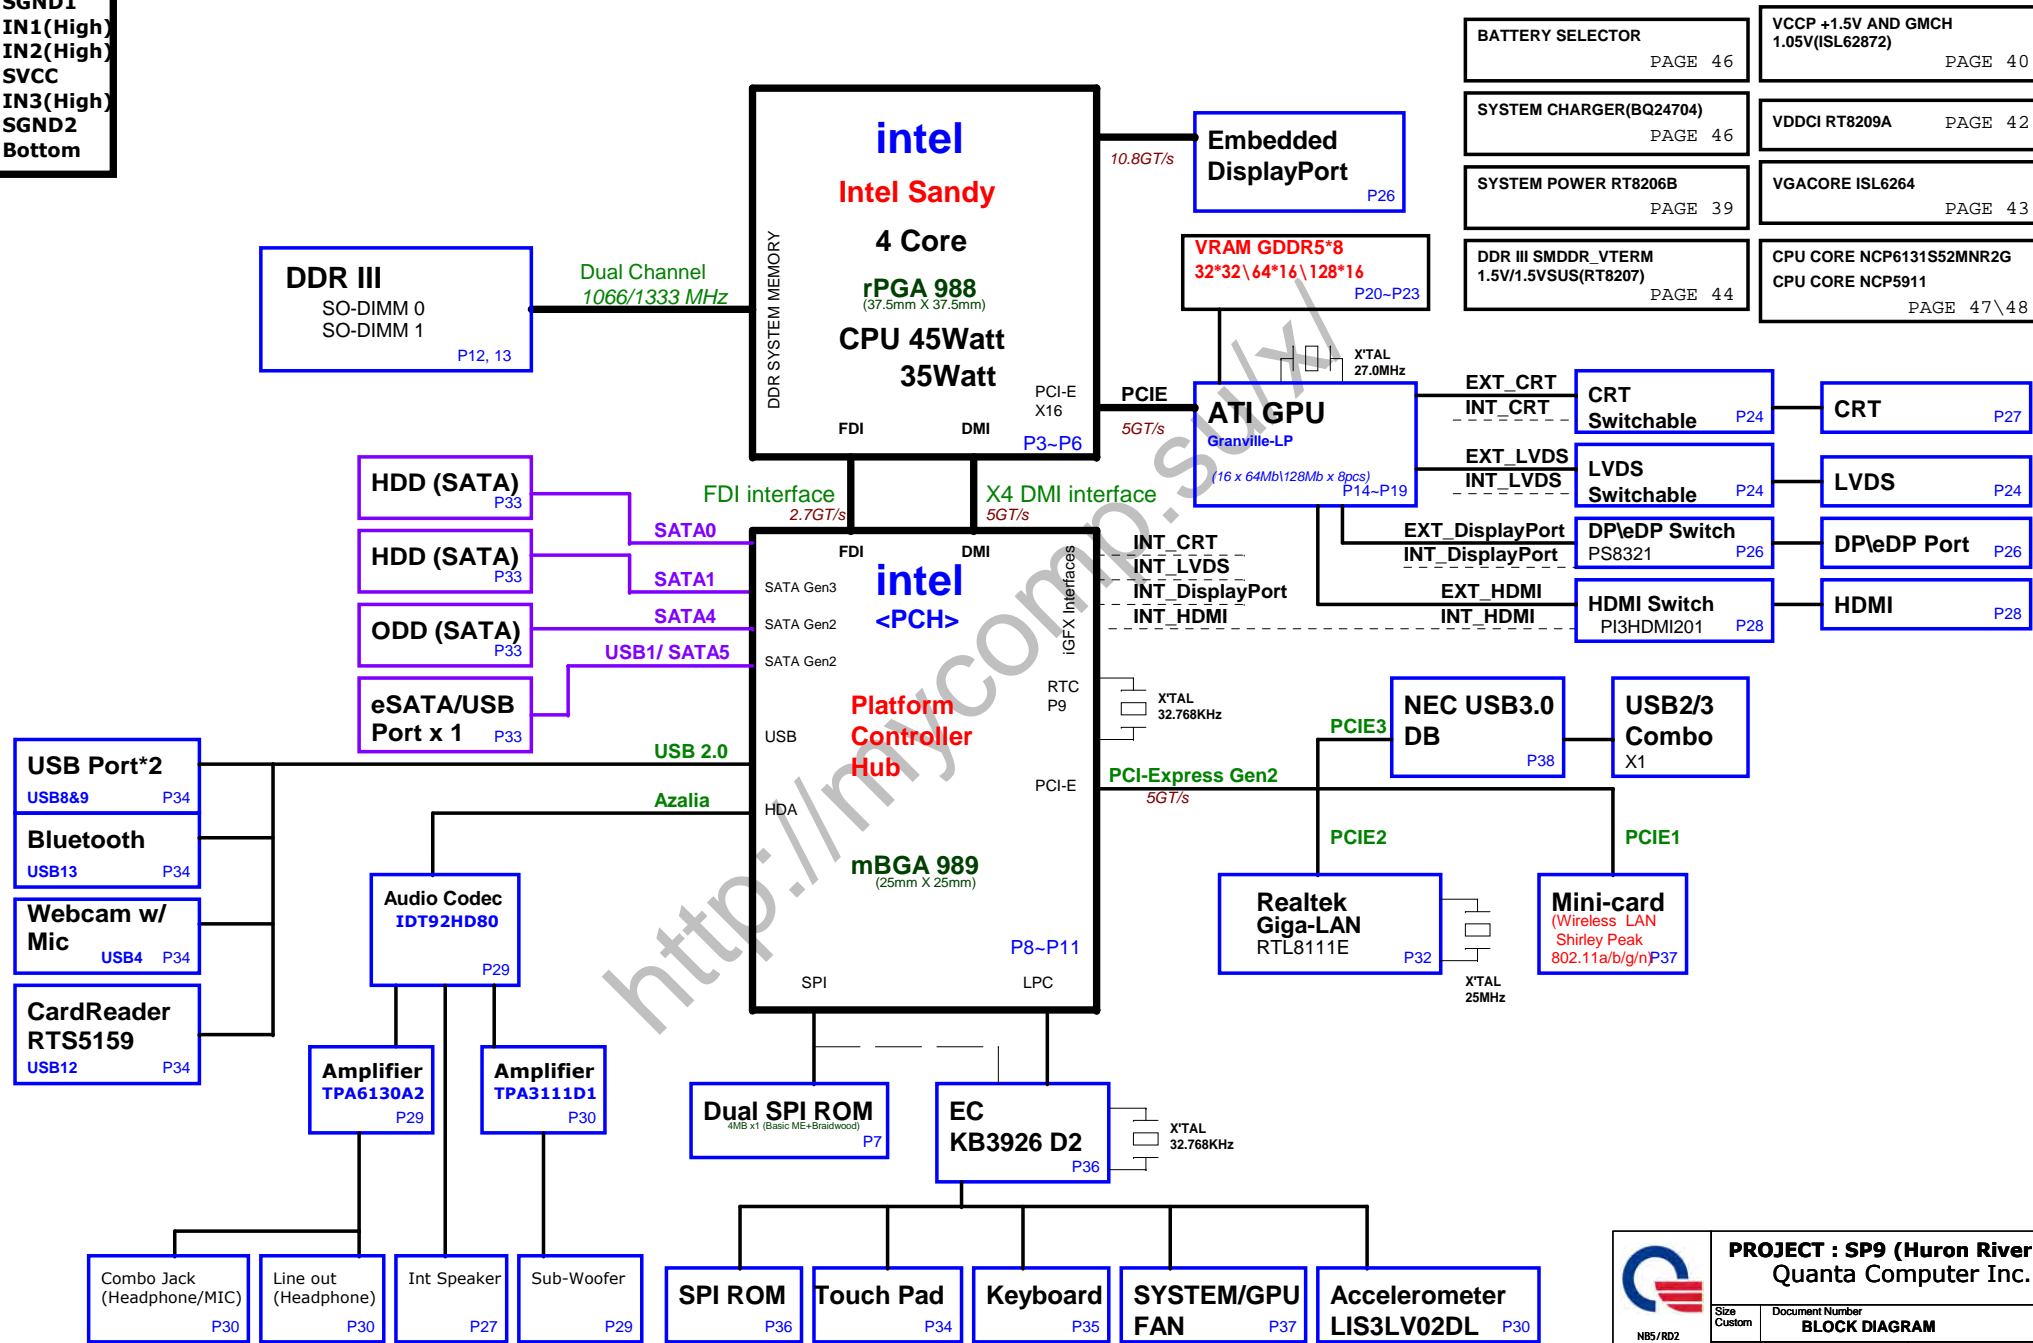 SGND1
IN1(High)
IN2(High)
SVCC
IN3(High)
SGND2
Bottom
BATTERY SELECTOR
PAGE 46
VCCP +1.5V AND GMCH
1.05V(ISL62872)
PAGE 40
SYSTEM CHARGER(BQ24704)
PAGE 46
VDDCI RT8209A PAGE 42
SYSTEM POWER RT8206B
PAGE 39
VGACORE ISL6264
PAGE 43
DDR III SMDDR_VTERM
1.5V/1.5VSUS(RT8207)
PAGE 44
CPU CORE NCP6131S52MNR2G
CPU CORE NCP5911
PAGE 47\48
intel
Intel Sandy
4 Core
rPGA 988
(37.5mm X 37.5mm)
CPU 45Watt
35Watt
DDR SYSTEM MEMORY
PCI-E
X16
FDI
DMI
P3~P6
10.8GT/s
Embedded
DisplayPort
P26
DDR III
SO-DIMM 0
SO-DIMM 1
P12, 13
Dual Channel
1066/1333 MHz
VRAM GDDR5*8
32*32\64*16\128*16
P20~P23
X'TAL
27.0MHz
PCIE
5GT/s
ATI GPU
Granville-LP
(16 x 64Mb\128Mb x 8pcs)
P14~P19
EXT_CRT
INT_CRT
CRT
Switchable
P24
CRT
P27
EXT_LVDS
INT_LVDS
LVDS
Switchable
P24
LVDS
P24
EXT_DisplayPort
INT_DisplayPort
DP\eDP Switch
PS8321
P26
DP\eDP Port
P26
EXT_HDMI
INT_HDMI
HDMI Switch
PI3HDMI201
P28
HDMI
P28
FDI interface
2.7GT/s
X4 DMI interface
5GT/s
HDD (SATA)
P33
SATA0
HDD (SATA)
P33
SATA1
ODD (SATA)
P33
SATA4
eSATA/USB
Port x 1
P33
USB1/ SATA5
FDI
DMI
intel
<PCH>
SATA Gen3
SATA Gen2
SATA Gen2
iGFX Interfaces
INT_CRT
INT_LVDS
INT_DisplayPort
INT_HDMI
Platform
Controller
Hub
RTC
P9
X'TAL
32.768KHz
USB
HDA
PCI-E
mBGA 989
(25mm X 25mm)
P8~P11
SPI
LPC
USB 2.0
Azalia
PCI-Express Gen2
5GT/s
PCIE3
NEC USB3.0
DB
P38
USB2/3
Combo
X1
PCIE2
PCIE1
Realtek
Giga-LAN
RTL8111E
P32
X'TAL
25MHz
Mini-card
(Wireless LAN
Shirley Peak
802.11a/b/g/n)
P37
USB Port*2
USB8&9
P34
Bluetooth
USB13
P34
Webcam w/
Mic
USB4
P34
CardReader
RTS5159
USB12
P34
Audio Codec
IDT92HD80
P29
Amplifier
TPA6130A2
P29
Amplifier
TPA3111D1
P30
Dual SPI ROM
4MB x1 (Basic ME+Braidwood)
P7
EC
KB3926 D2
P36
X'TAL
32.768KHz
Combo Jack
(Headphone/MIC)
P30
Line out
(Headphone)
P30
Int Speaker
P27
Sub-Woofer
P29
SPI ROM
P36
Touch Pad
P34
Keyboard
P35
SYSTEM/GPU
FAN
P37
Accelerometer
LIS3LV02DL
P30
http://mycomp.su/x/
NB5/RD2
PROJECT : SP9 (Huron River
Quanta Computer Inc.
Size
Custom
Document Number
BLOCK DIAGRAM